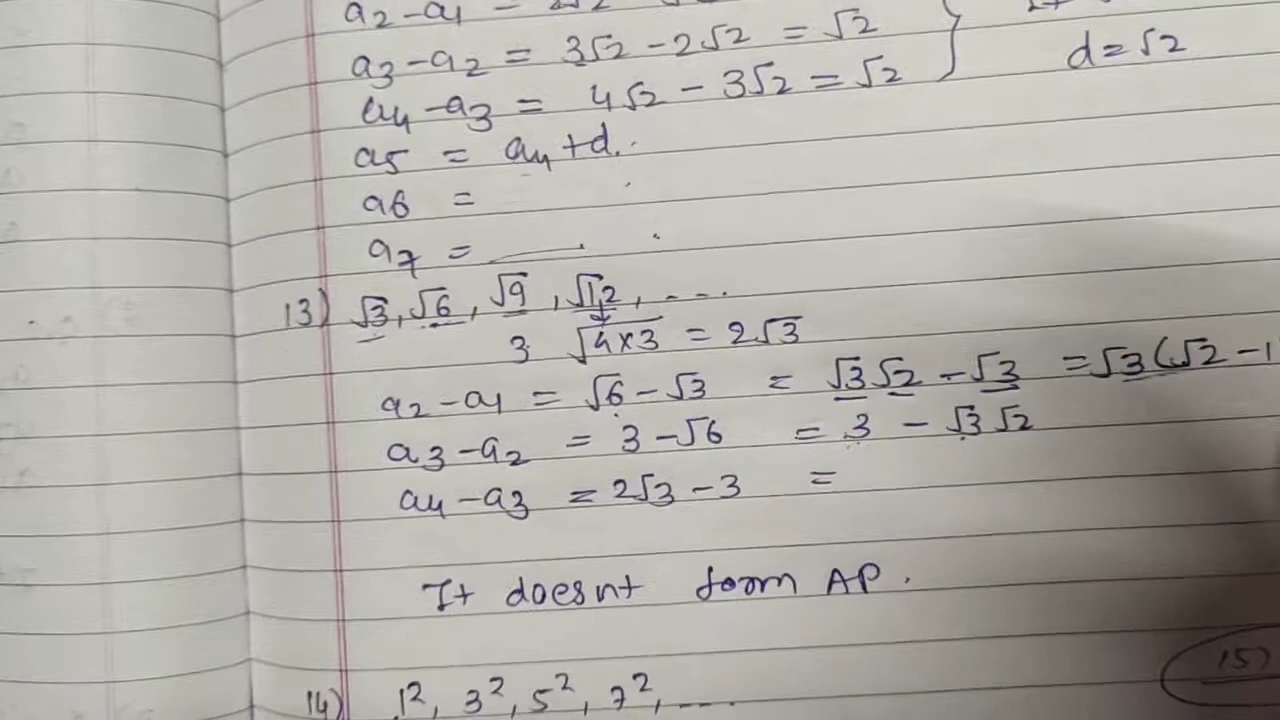 a2 - a1 =
a3 - a2 = 3√2 - 2√2 = √2
a4 - a3 = 4√2 - 3√2 = √2 } d = √2
a5 = a4 + d.
a6 =
a7 =
13) √3, √6, √9, √12, ....
3 √4×3 = 2√3
a2 - a1 = √6 - √3 = √3√2 - √3 = √3(√2 - 1
a3 - a2 = 3 - √6 = 3 - √3√2
a4 - a3 = 2√3 - 3 =
It doesnt form AP.
14) 1², 3², 5², 7², ....
15)